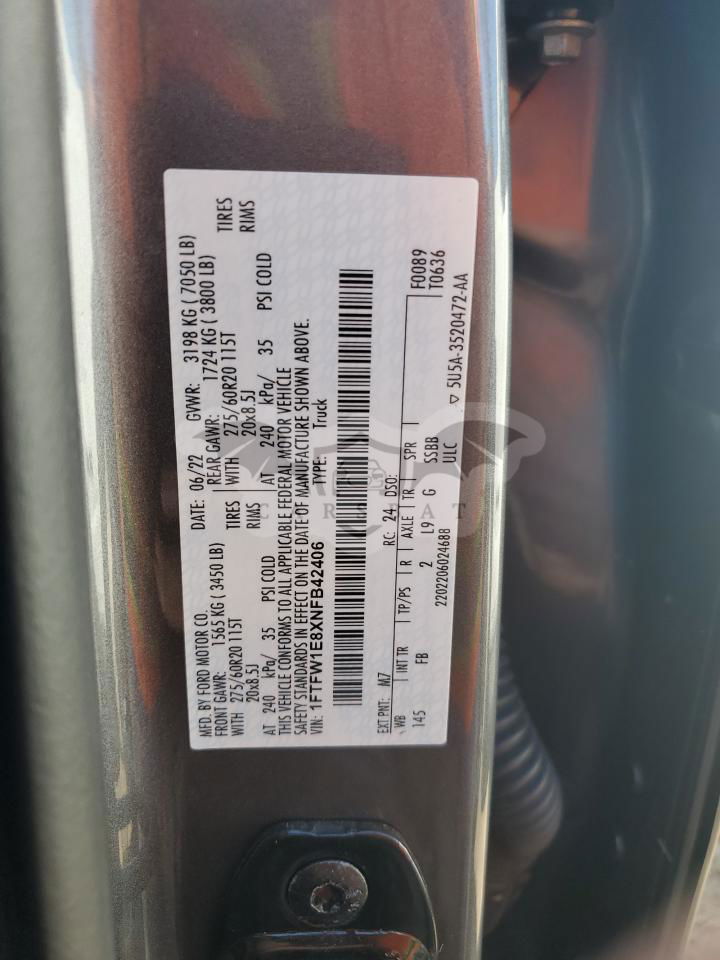 MFD. BY FORD MOTOR CO. DATE: 06/22 GVWR: 3198 KG ( 7050 LB)
FRONT GAWR: 1565 KG ( 3450 LB) REAR GAWR: 1724 KG ( 3800 LB)
WITH 275/60R20 115T TIRES WITH 275/60R20 115T TIRES
20x8.5J RIMS 20x8.5J RIMS
AT 240 kPa/ 35 PSI COLD AT 240 kPa/ 35 PSI COLD
THIS VEHICLE CONFORMS TO ALL APPLICABLE FEDERAL MOTOR VEHICLE
SAFETY STANDARDS IN EFFECT ON THE DATE OF MANUFACTURE SHOWN ABOVE.
VIN: 1FTFW1E8XNFB42406 TYPE: Truck
F0089
T0636
EXT PNT: M7 RC: 24 DSO:
WB INT TR TP/PS R AXLE TR SPR
145 FB 2 L9 G SSBB
2202206024688 ULC ▽ 5U5A-3520472-AA